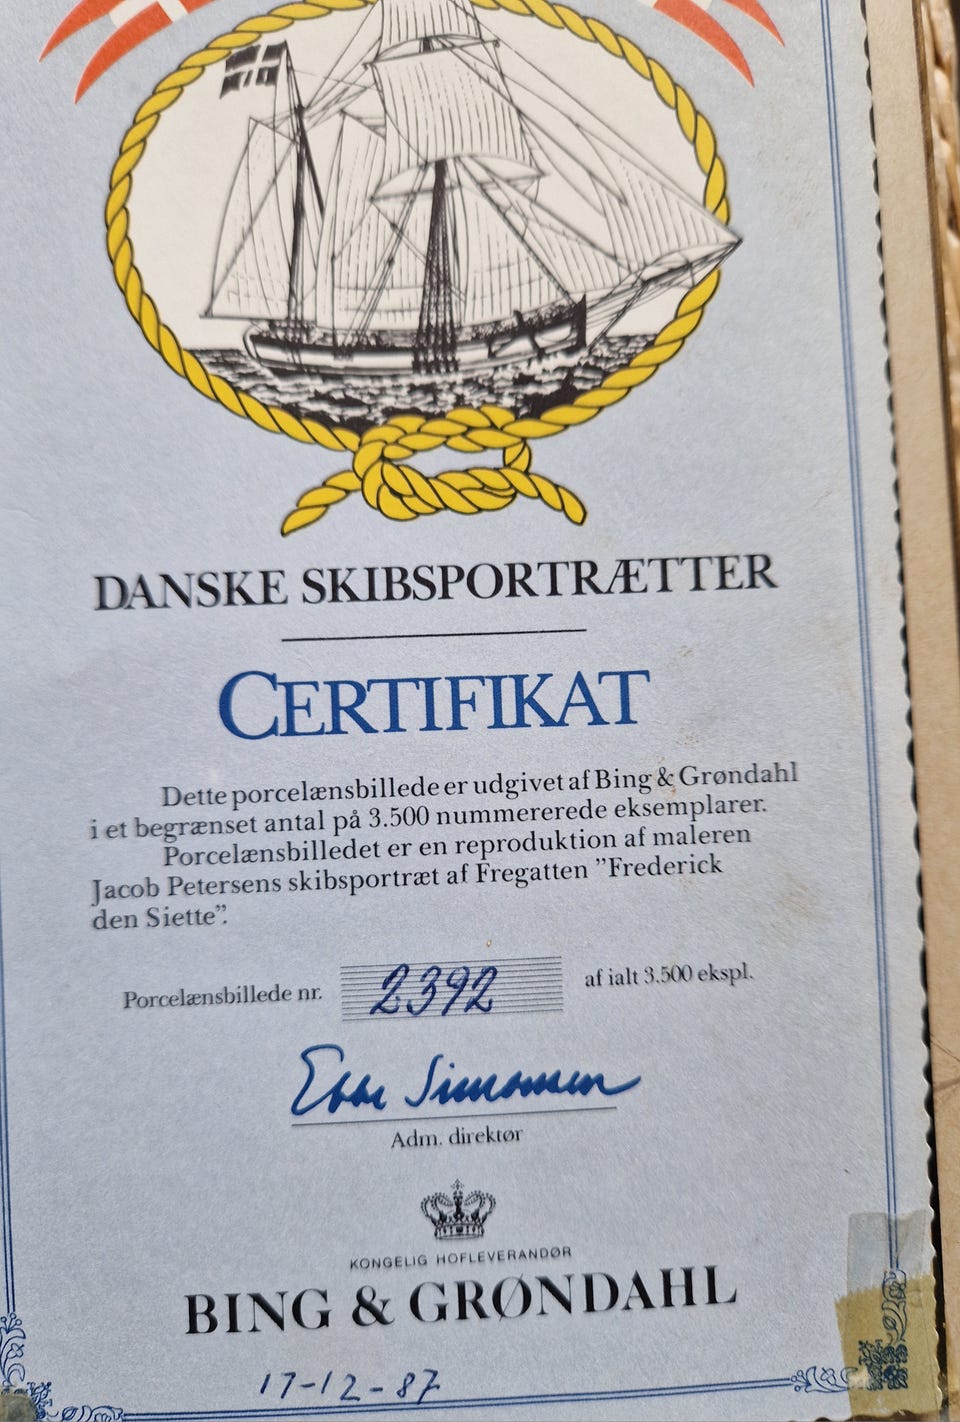 DANSKE SKIBSPORTRÆTTER
CERTIFIKAT
Dette porcelænsbillede er udgivet af Bing & Grøndahl
i et begrænset antal på 3.500 nummererede eksemplarer.
Porcelænsbilledet er en reproduktion af maleren
Jacob Petersens skibsportræt af Fregatten ”Frederick
den Siette”.
Porcelænsbillede nr. 2392 af ialt 3.500 ekspl.
Ebbe Simonsen
Adm. direktør
KONGELIG HOFLEVERANDØR
BING & GRØNDAHL
17-12-87